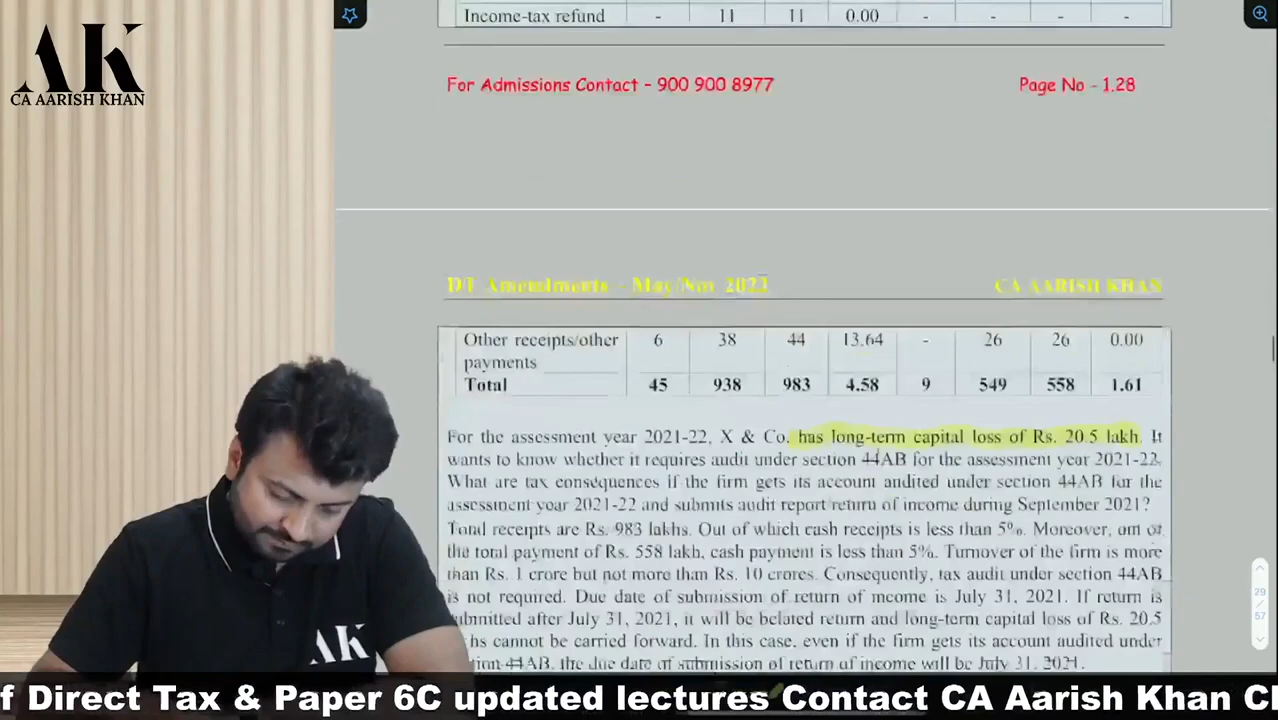 AK
CA AARISH KHAN
Income-tax refund - 11 11 0.00 - - - -
For Admissions Contact - 900 900 8977 Page No - 1.28
DT Amendments - May/Nov 2022 CA AARISH KHAN
Other receipts/other 6 38 44 13.64 - 26 26 0.00
payments
Total 45 938 983 4.58 9 549 558 1.61
For the assessment year 2021-22, X & Co. has long-term capital loss of Rs. 20.5 lakh. It
wants to know whether it requires audit under section 44AB for the assessment year 2021-22.
What are tax consequences if the firm gets its account audited under section 44AB for the
assessment year 2021-22 and submits audit report return of income during September 2021?
Total receipts are Rs. 983 lakhs. Out of which cash receipts is less than 5%. Moreover, out of
the total payment of Rs. 558 lakh, cash payment is less than 5%. Turnover of the firm is more
than Rs. 1 crore but not more than Rs. 10 crores. Consequently, tax audit under section 44AB
is not required. Due date of submission of return of income is July 31, 2021. If return is
ubmitted after July 31, 2021, it will be belated return and long-term capital loss of Rs. 20.5
hs cannot be carried forward. In this case, even if the firm gets its account audited under
tion 44AB, the due date of submission of return of income will be July 31, 2021.
29
/
57
AK
f Direct Tax & Paper 6C updated lectures Contact CA Aarish Khan Cl